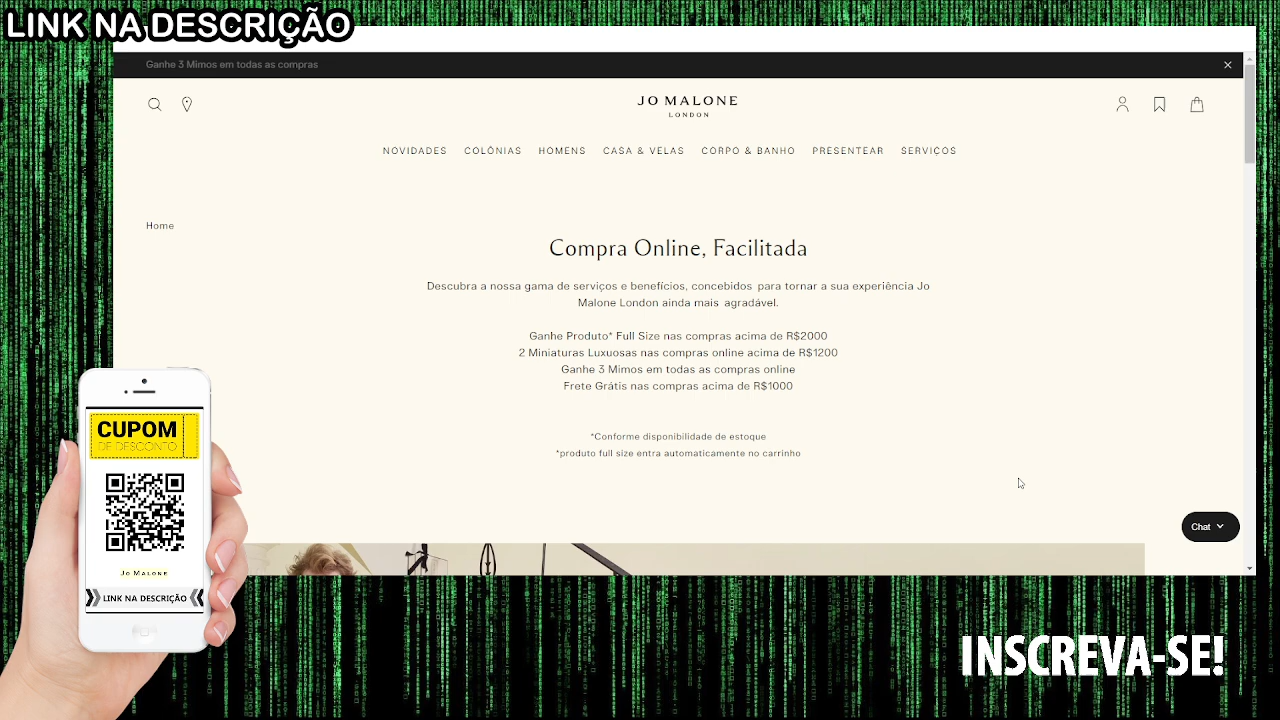 LINK NA DESCRIÇÃO
Ganhe 3 Mimos em todas as compras
JO MALONE
LONDON
NOVIDADES COLÔNIAS HOMENS CASA & VELAS CORPO & BANHO PRESENTEAR SERVIÇOS
Home
Compra Online, Facilitada
Descubra a nossa gama de serviços e benefícios, concebidos para tornar a sua experiência Jo
Malone London ainda mais agradável.
Ganhe Produto* Full Size nas compras acima de R$2000
2 Miniaturas Luxuosas nas compras online acima de R$1200
Ganhe 3 Mimos em todas as compras online
Frete Grátis nas compras acima de R$1000
*Conforme disponibilidade de estoque
*produto full size entra automaticamente no carrinho
Chat
CUPOM
DE DESCONTO
JO MALONE
LINK NA DESCRIÇÃO
INSCREVA-SE!